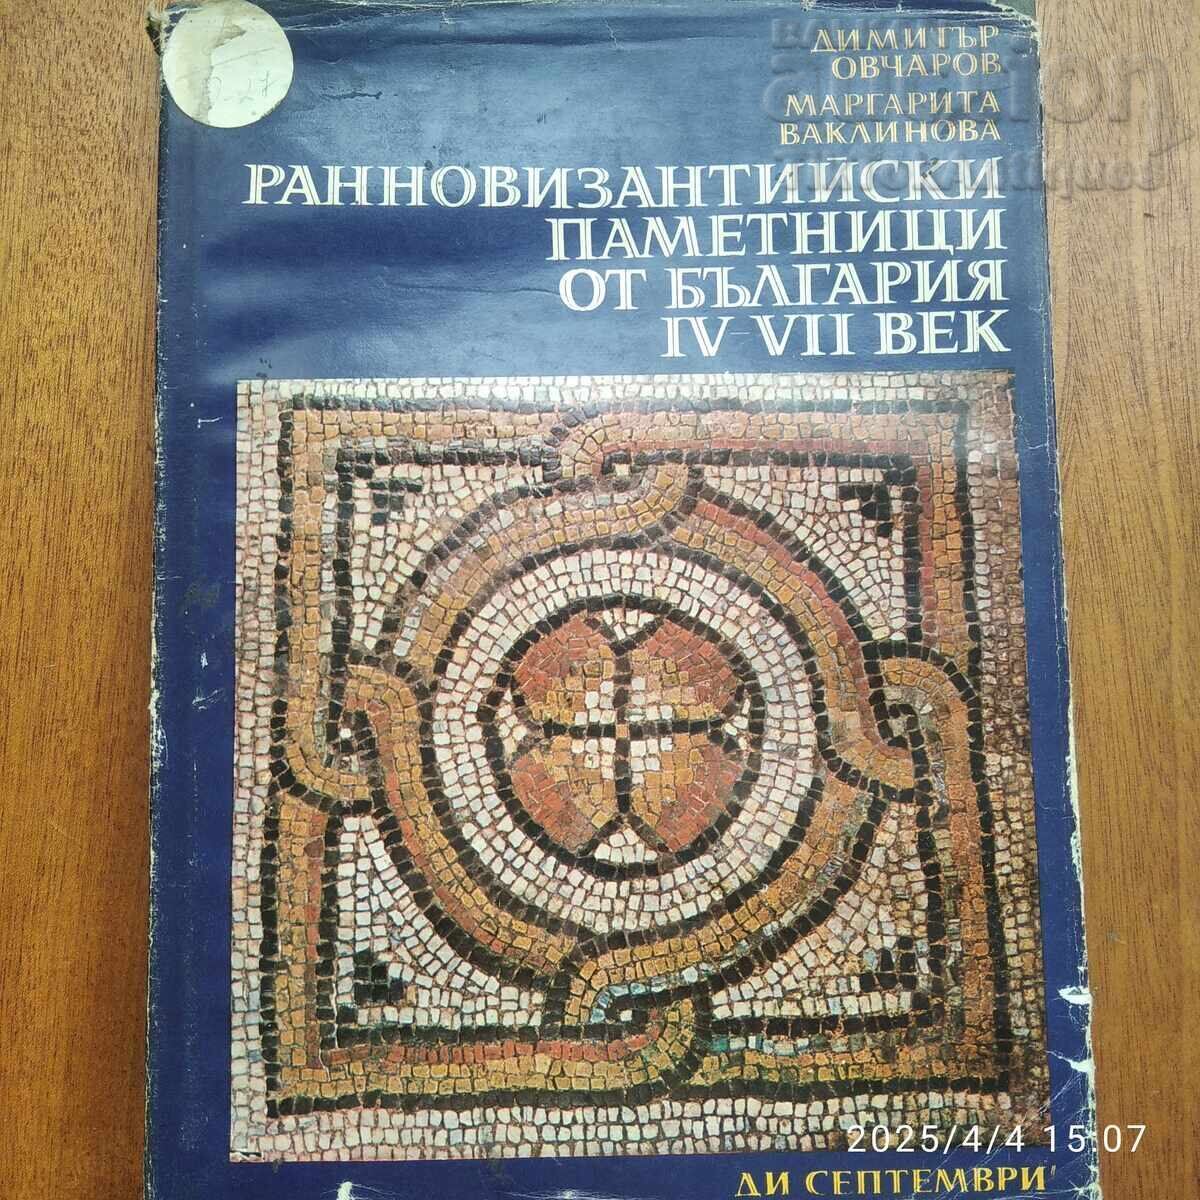 ДИМИТЪР
ОВЧАРОВ
МАРГАРИТА
ВАКЛИНОВА
РАННОВИЗАНТИЙСКИ
ПАМЕТНИЦИ
ОТ БЪЛГАРИЯ
IV-VII ВЕК
ДИ СЕПТЕМВРИ
2025/4/4 15:07